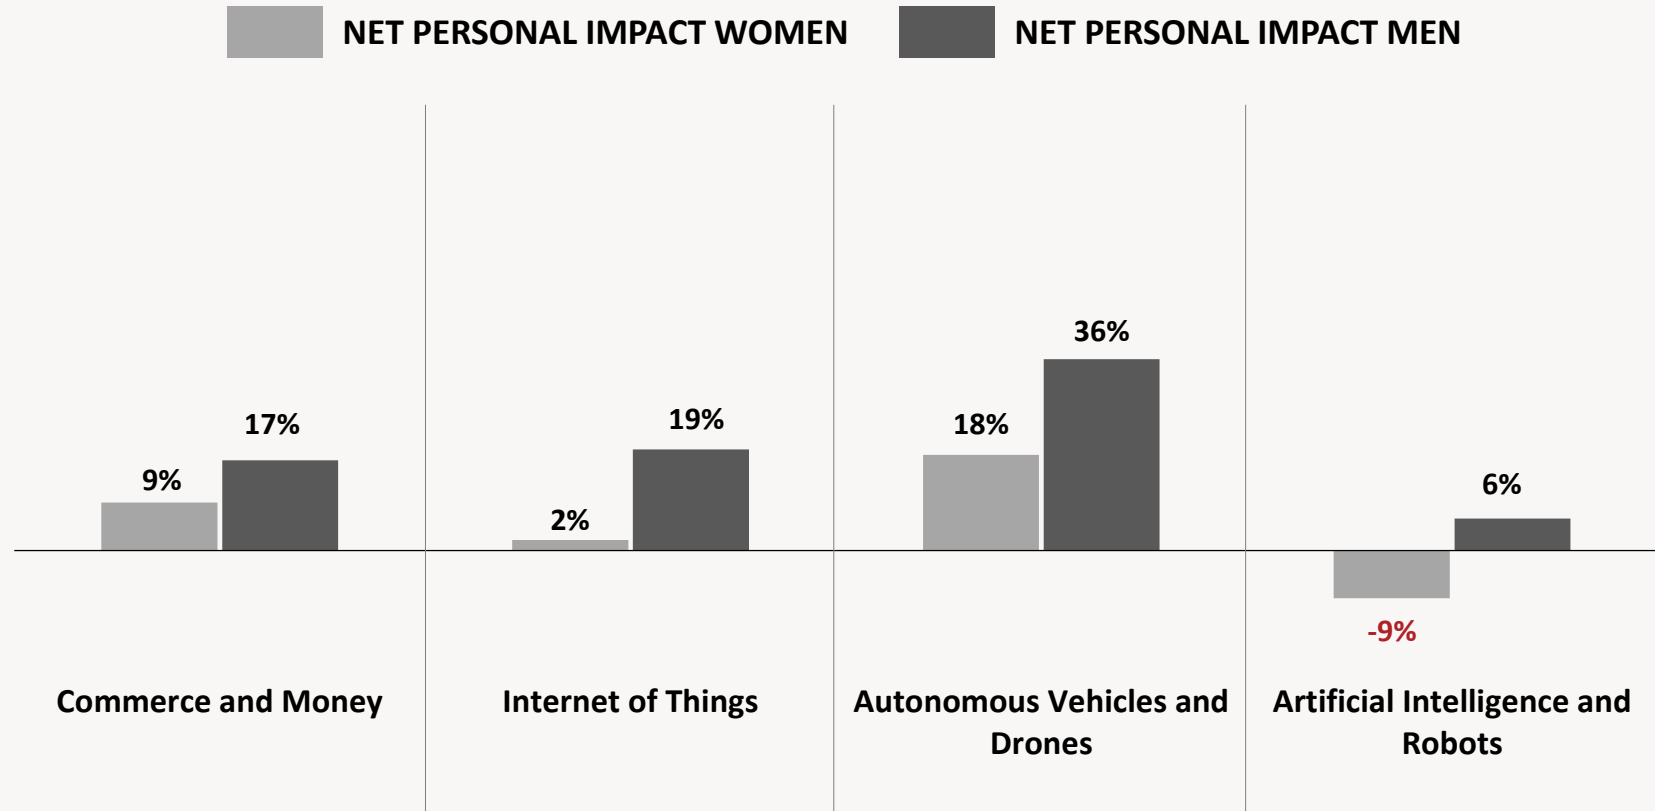 NET PERSONAL IMPACT WOMEN
NET PERSONAL IMPACT MEN
9%
17%
2%
19%
18%
36%
-9%
6%
Commerce and Money
Internet of Things
Autonomous Vehicles and
Drones
Artificial Intelligence and
Robots